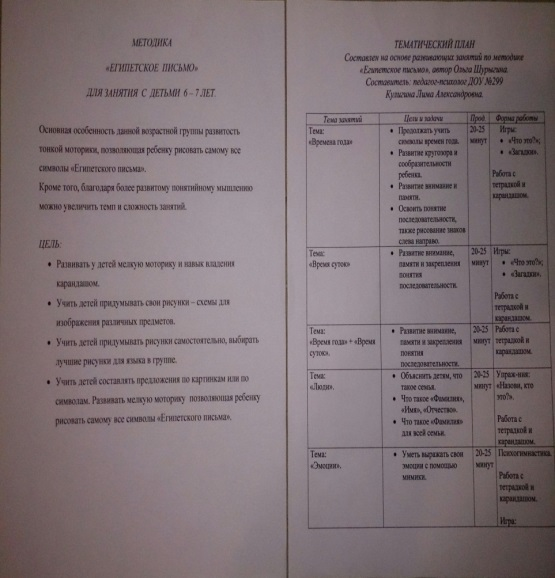 МЕТОДИКА
«ЕГИПЕТСКОЕ ПИСЬМО»
ДЛЯ ЗАНЯТИЯ С ДЕТЬМИ 6 – 7 ЛЕТ.
Основная особенность данной возрастной группы развитость
тонкой моторики, позволяющая ребенку рисовать самому все
символы «Египетского письма».
Кроме того, благодаря более развитому понятийному мышлению
можно увеличить темп и сложность занятий.
ЦЕЛЬ:
• Развивать у детей мелкую моторику и навык владения
карандашом.
• Учить детей придумывать свои рисунки – схемы для
изображения различных предметов.
• Учить детей придумывать рисунки самостоятельно, выбирать
лучшие рисунки для языка в группе.
• Учить детей составлять предложения по картинкам или по
символам. Развивать мелкую моторику позволяющая ребенку
рисовать самому все символы «Египетского письма».
ТЕМАТИЧЕСКИЙ ПЛАН
Составлен на основе развивающих занятий по методике
«Египетское письмо», автор Ольга Шурыгина.
Составитель: педагог-психолог ДОУ №299
Кулигина Лима Александровна.
Тема занятий Цели и задачи Прод Форма работы
Тема:
«Времена года»
• Продолжать учить
символы времен года.
• Развитие кругозора и
сообразительности
ребенка.
• Развитие внимание и
памяти.
• Освоить понятие
последовательности,
также рисование знаков
слева направо.
20-25
минут
Игры:
• «Что это?»;
• «Загадки».
Работа с
тетрадкой и
карандашом.
Тема:
«Время суток»
• Развитие внимание,
памяти и закрепления
понятия
последовательности.
20-25
минут
Игры:
• «Что это?»;
• «Загадки».
Работа с
тетрадкой и
карандашом.
Тема:
«Время года» + «Время
суток».
• Развитие внимание,
памяти и закрепления
понятия
последовательности.
20-25
минут
Работа с
тетрадкой и
карандашом.
Тема:
«Люди».
• Объяснить детям, что
такое семья.
• Что такое «Фамилия»,
«Имя», «Отчество».
• Что такое «Фамилия»
для всей семьи.
20-25
минут
Упраж-ния:
«Назови, кто
это?».
Работа с
тетрадкой и
карандашом.
Тема:
«Эмоции».
• Уметь выражать свои
эмоции с помощью
мимики.
20-25
минут
Психогимнастика.
Работа с
тетрадкой и
карандашом.
Игра: